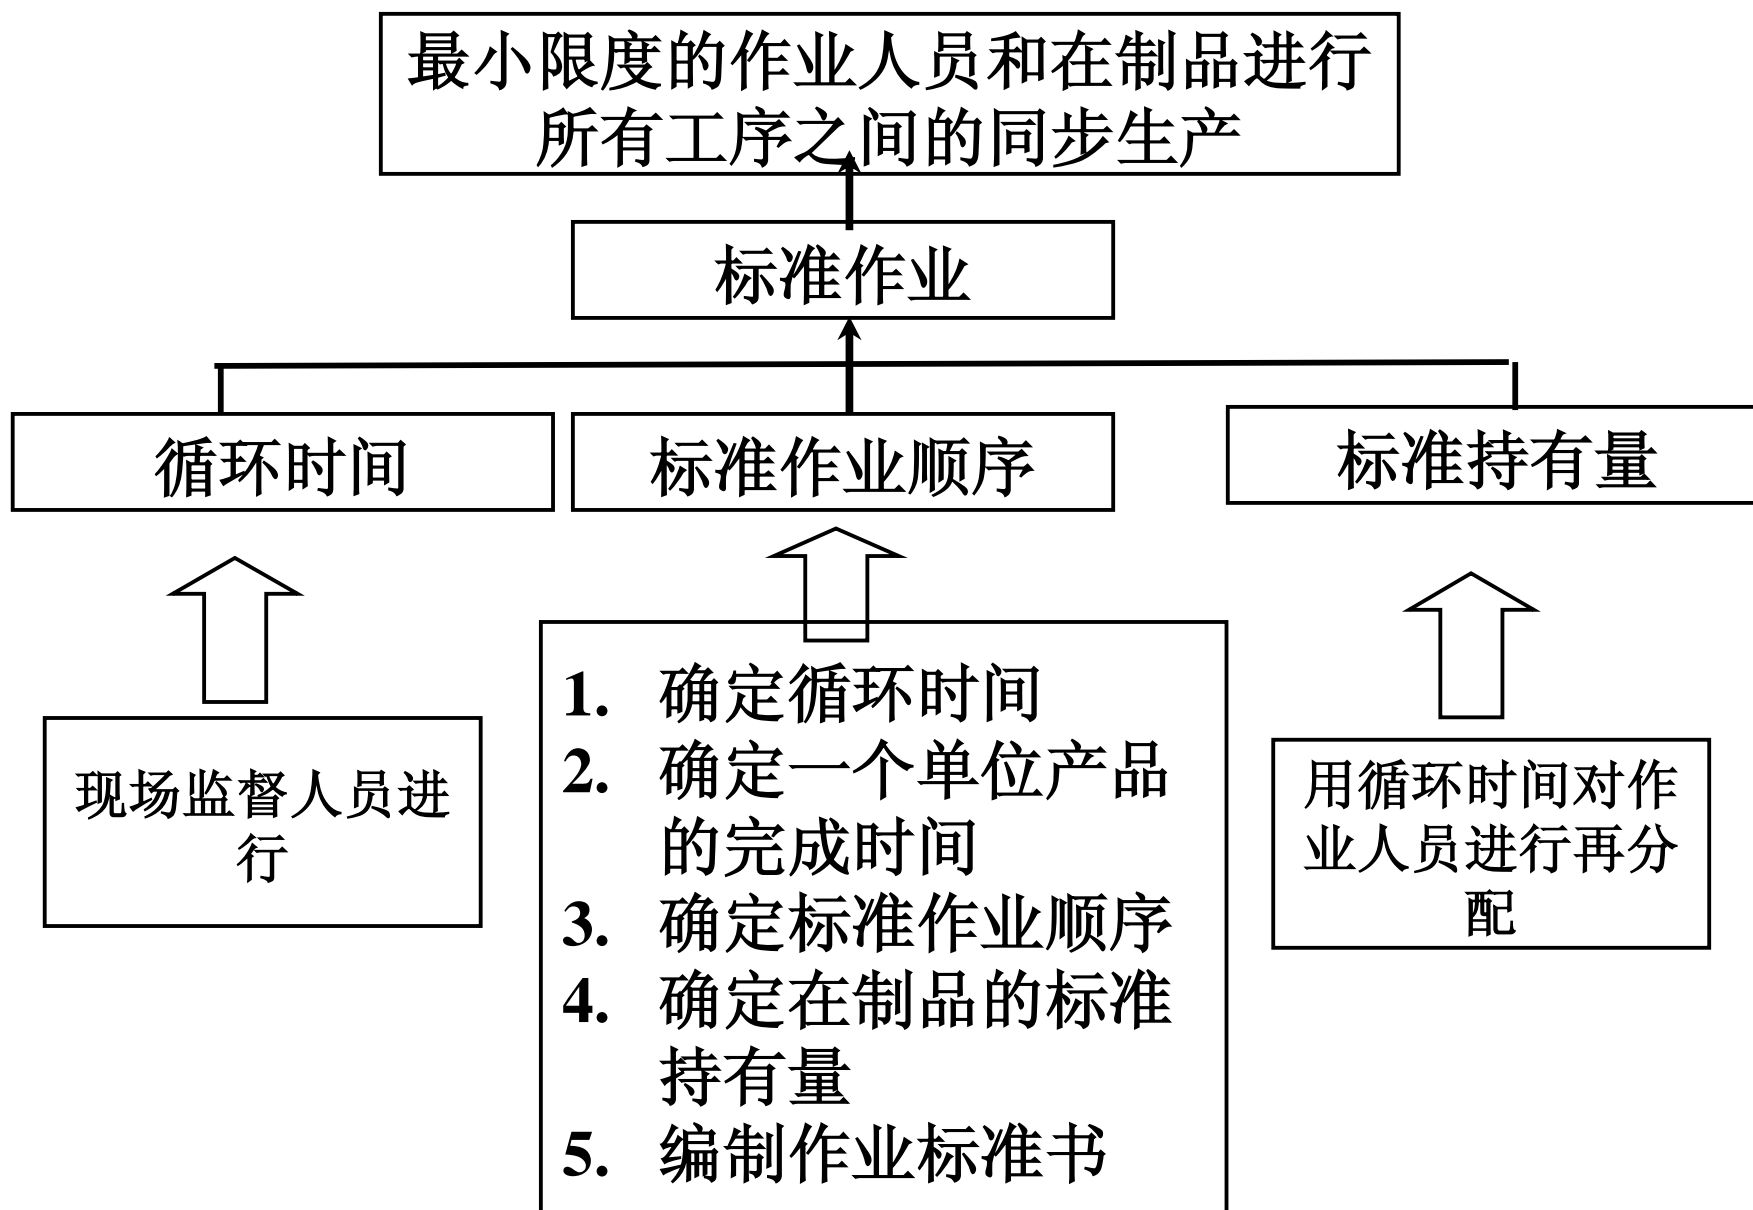 最小限度的作业人员和在制品进行
所有工序之间的同步生产
标准作业
循环时间
标准作业顺序
标准持有量
现场监督人员进
行
1. 确定循环时间
2. 确定一个单位产品
的完成时间
3. 确定标准作业顺序
4. 确定在制品的标准
持有量
5. 编制作业标准书
用循环时间对作
业人员进行再分
配